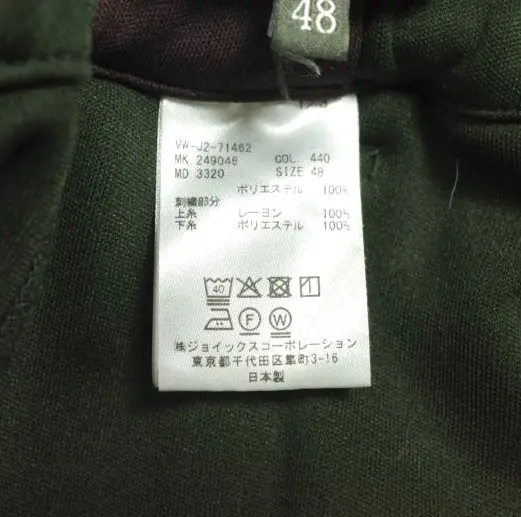 48
VW-J2-71462
MK 249046 COL 440
MD 3320 SIZE 48
ポリエステル 100%
刺繍部分
上糸 レーヨン 100%
下糸 ポリエステル 100%
40
F W
株ジョイックスコーポレーション
東京都千代田区隼町3-16
日本製